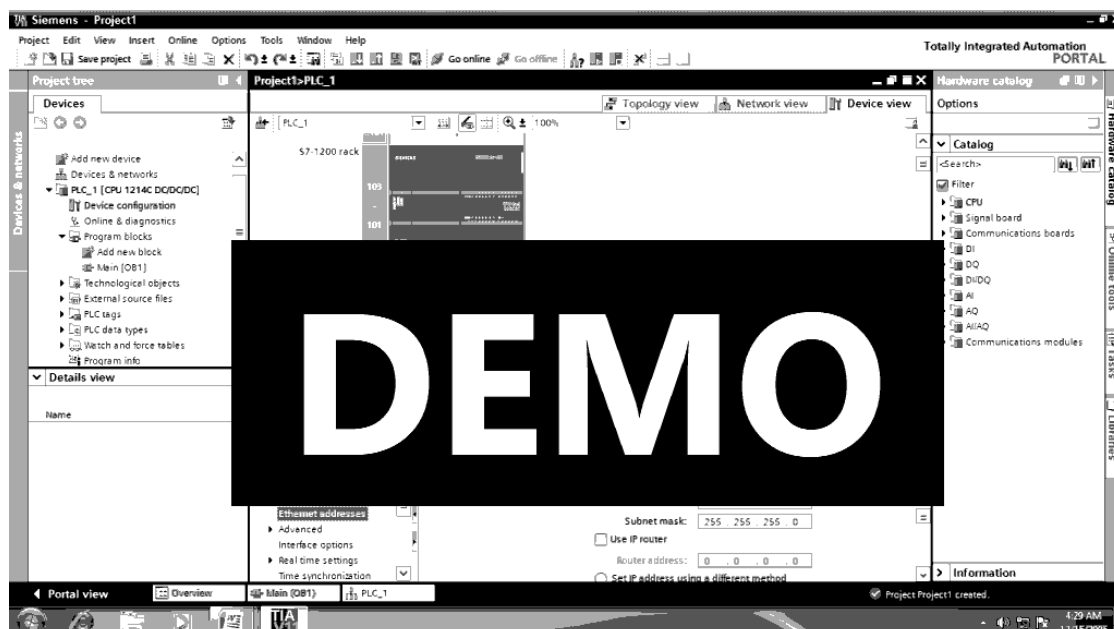 Siemens - Project1
Project Edit View Insert Online Options Tools Window Help
Save project Go online Go offline
Totally Integrated Automation
PORTAL
Project tree
Project1>PLC_1
Hardware catalog
Devices
Topology view Network view Device view
Options
PLC_1 100%
S7-1200 rack
103
101
Add new device
Devices & networks
PLC_1 [CPU 1214C DC/DC/DC]
Device configuration
Online & diagnostics
Program blocks
Add new block
Main [OB1]
Technological objects
External source files
PLC tags
PLC data types
Watch and force tables
Program info
Details view
Name
Devices & networks
DEMO
Ethernet addresses
Advanced
Interface options
Real time settings
Time synchronization
Subnet mask: 255 . 255 . 255 . 0
Use IP router
Router address: 0 . 0 . 0 . 0
Set IP address using a different method
Catalog
<Search>
Filter
CPU
Signal board
Communications boards
DI
DQ
DI/DQ
AI
AQ
AI/AQ
Communications modules
Information
Hardware catalog
Online tools
Tasks
Libraries
Portal view Overview Main (OB1) PLC_1 Project Project1 created.
TIA
V11
4:29 AM